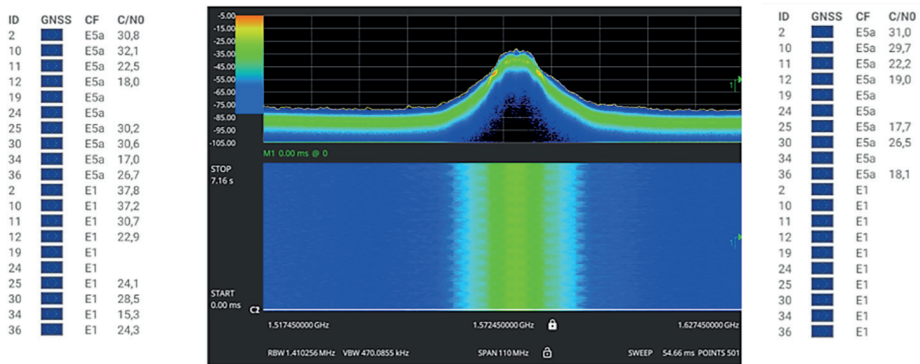 ID GNSS CF C/N0
2 E5a 30,8
10 E5a 32,1
11 E5a 22,5
12 E5a 18,0
19 E5a
24 E5a
25 E5a 30,2
30 E5a 30,6
34 E5a 17,0
36 E5a 26,7
2 E1 37,8
10 E1 37,2
11 E1 30,7
12 E1 22,9
19 E1
24 E1
25 E1 24,1
30 E1 28,5
34 E1 15,3
36 E1 24,3
-5.00
-15.00
-25.00
-35.00
-45.00
-55.00
-65.00
-75.00
-85.00
-95.00
-105.00
1
M1 0.00 ms @ 0
STOP
7.16 s
1
START
0.00 ms
C2
1.517450000 GHz 1.572450000 GHz 1.627450000 GHz
RBW 1.410256 MHz VBW 470.0855 kHz SPAN 110 MHz SWEEP 54.66 ms POINTS 501
ID GNSS CF C/N0
2 E5a 31,0
10 E5a 29,7
11 E5a 22,2
12 E5a 19,0
19 E5a
24 E5a
25 E5a 17,7
30 E5a 26,5
34 E5a
36 E5a 18,1
2 E1
10 E1
11 E1
12 E1
19 E1
24 E1
25 E1
30 E1
34 E1
36 E1